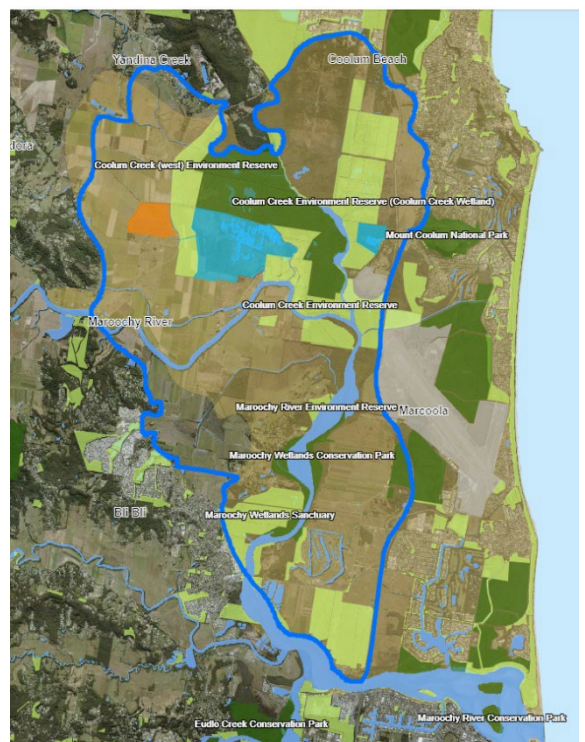 Yandina Creek
Coolum Beach
dora
Coolum Creek (west) Environment Reserve
Coolum Creek Environment Reserve (Coolum Creek Wetland)
Mount Coolum National Park
Coolum Creek Environment Reserve
Maroochy River
Maroochy River Environment Reserve
Marcoola
Maroochy Wetlands Conservation Park
Maroochy Wetlands Sanctuary
Bli Bli
Eudlo Creek Conservation Park
Maroochy River Conservation Park